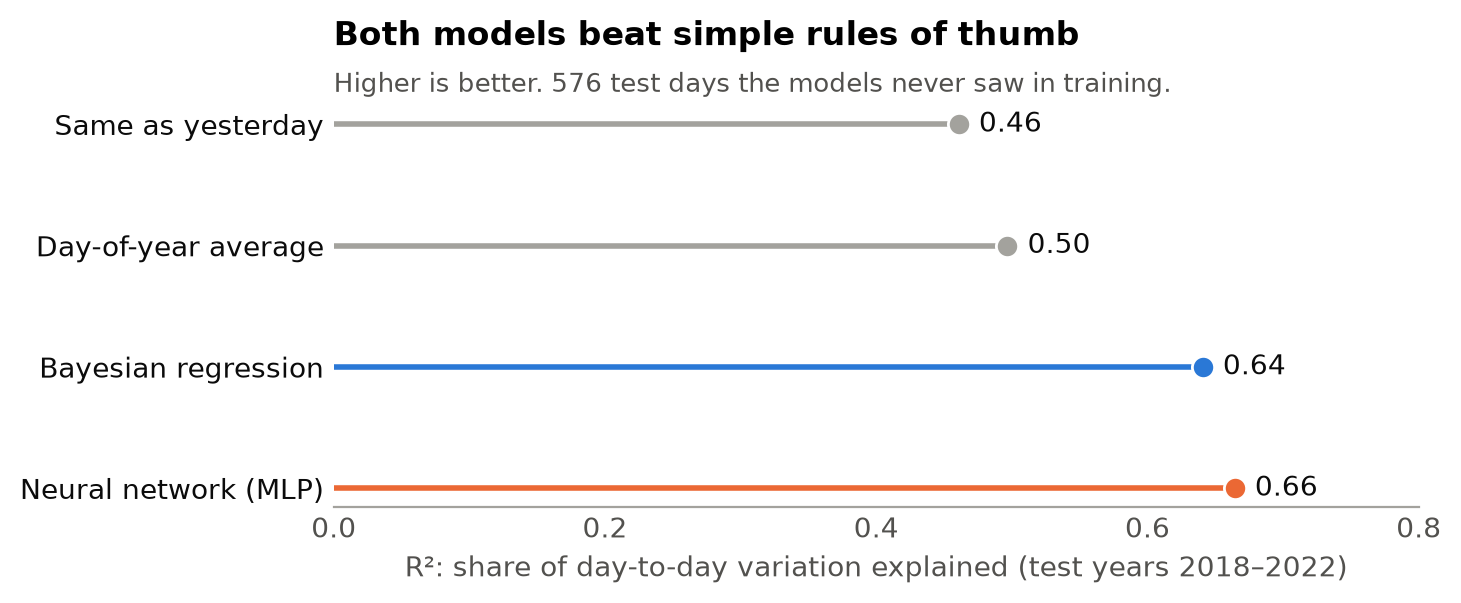 Both models beat simple rules of thumb
Higher is better. 576 test days the models never saw in training.
Same as yesterday 0.46
Day-of-year average 0.50
Bayesian regression 0.64
Neural network (MLP) 0.66
0.0 0.2 0.4 0.6 0.8
R²: share of day-to-day variation explained (test years 2018–2022)